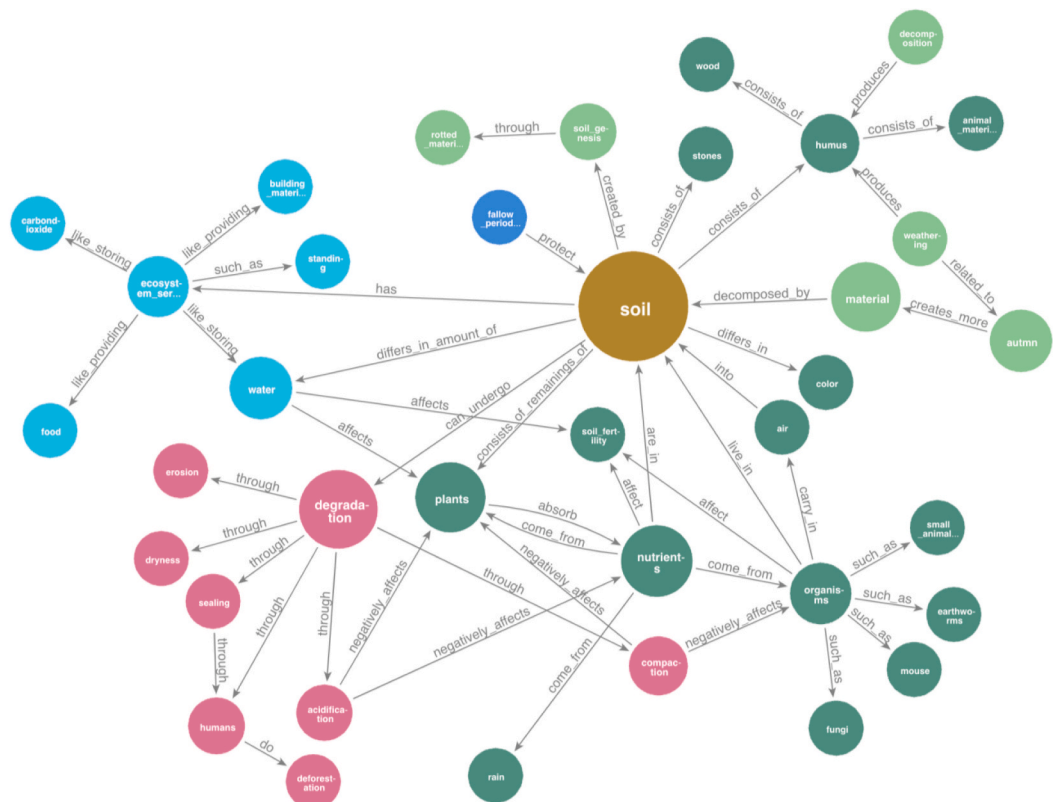 decomp-
osition
wood
produces
consists_of
animal
_materi...
consists_of
humus
rotted
_materi...
through
soil_ge-
nesis
stones
created_by
consists_of
consists_of
produces
building
_materi...
carbond-
ioxide
like_providing
like_storing
fallow
_period...
protect
weather-
ing
such_as
standin-
g
ecosyst-
em_ser...
has
soil
decomposed_by
material
related_to
creates_more
autmn
like_storing
like_providing
differs_in_amount_of
differs_in
into
color
water
can_undergo
consists_of_remainings_of
affects
affects
food
soil_fert-
ility
air
are_in
live_in
carry_in
erosion
through
degrada-
tion
plants
absorb
come_from
affect
affect
small
_animal...
dryness
through
through
nutrient-
s
come_from
such_as
organis-
ms
such_as
earthwo-
rms
sealing
through
through
through
negatively_affects
negatively_affects
through
negatively_affects
negatively_affects
such_as
such_as
compac-
tion
mouse
come_from
acidifica-
tion
humans
do
fungi
deforest-
ation
rain